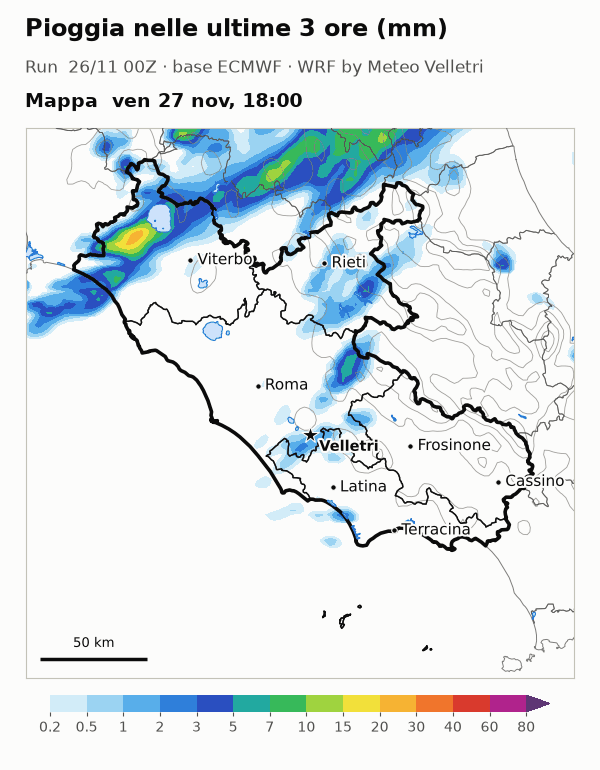 Pioggia nelle ultime 3 ore (mm)
Run  26/11 00Z · base ECMWF · WRF by Meteo Velletri
Mappa  ven 27 nov, 18:00
Viterbo
Rieti
Roma
Velletri
Frosinone
Latina
Cassino
Terracina
50 km
0.2 0.5 1 2 3 5 7 10 15 20 30 40 60 80